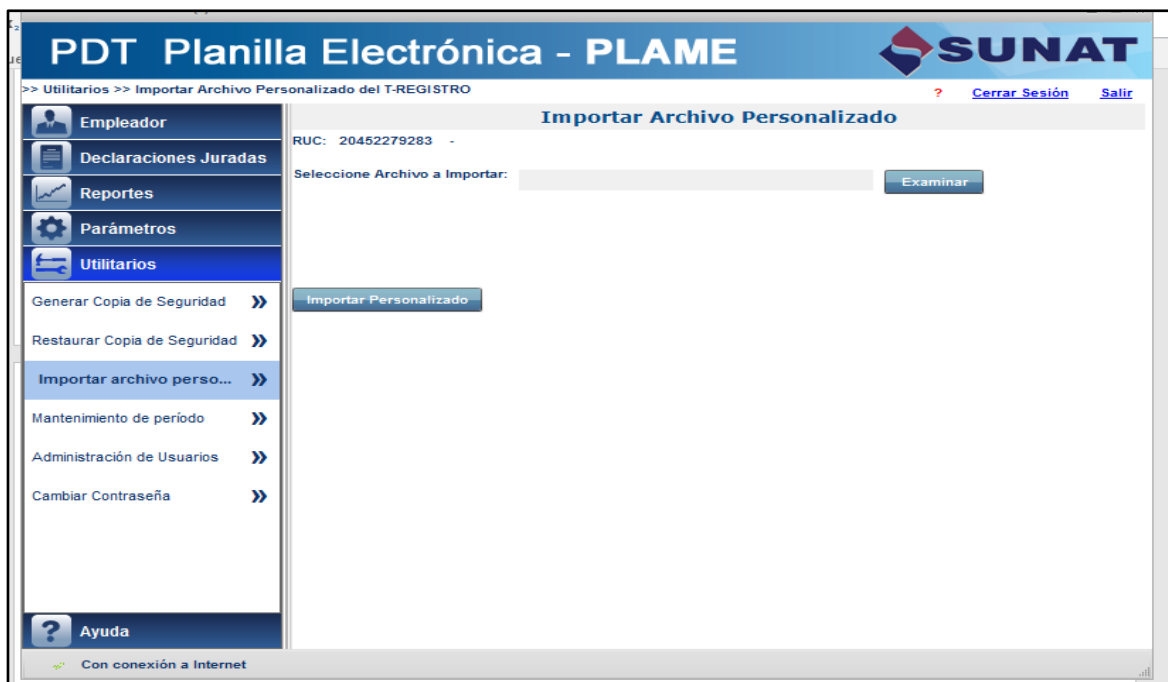 PDT Planilla Electrónica - PLAME
SUNAT
>> Utilitarios >> Importar Archivo Personalizado del T-REGISTRO
? Cerrar Sesión Salir
Empleador
Declaraciones Juradas
Reportes
Parámetros
Utilitarios
Generar Copia de Seguridad
Restaurar Copia de Seguridad
Importar archivo perso...
Mantenimiento de período
Administración de Usuarios
Cambiar Contraseña
? Ayuda
Importar Archivo Personalizado
RUC: 20452279283 -
Seleccione Archivo a Importar:
Examinar
Importar Personalizado
Con conexión a Internet